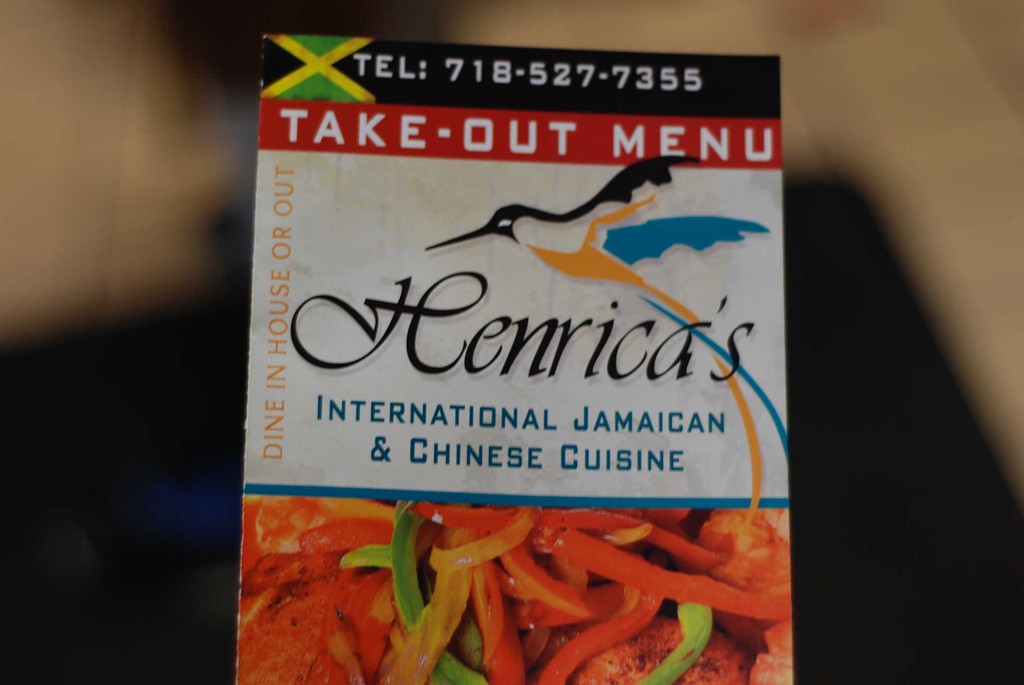 TEL: 718-527-7355
TAKE-OUT MENU
DINE IN HOUSE OR OUT
Henrica's
INTERNATIONAL JAMAICAN
& CHINESE CUISINE